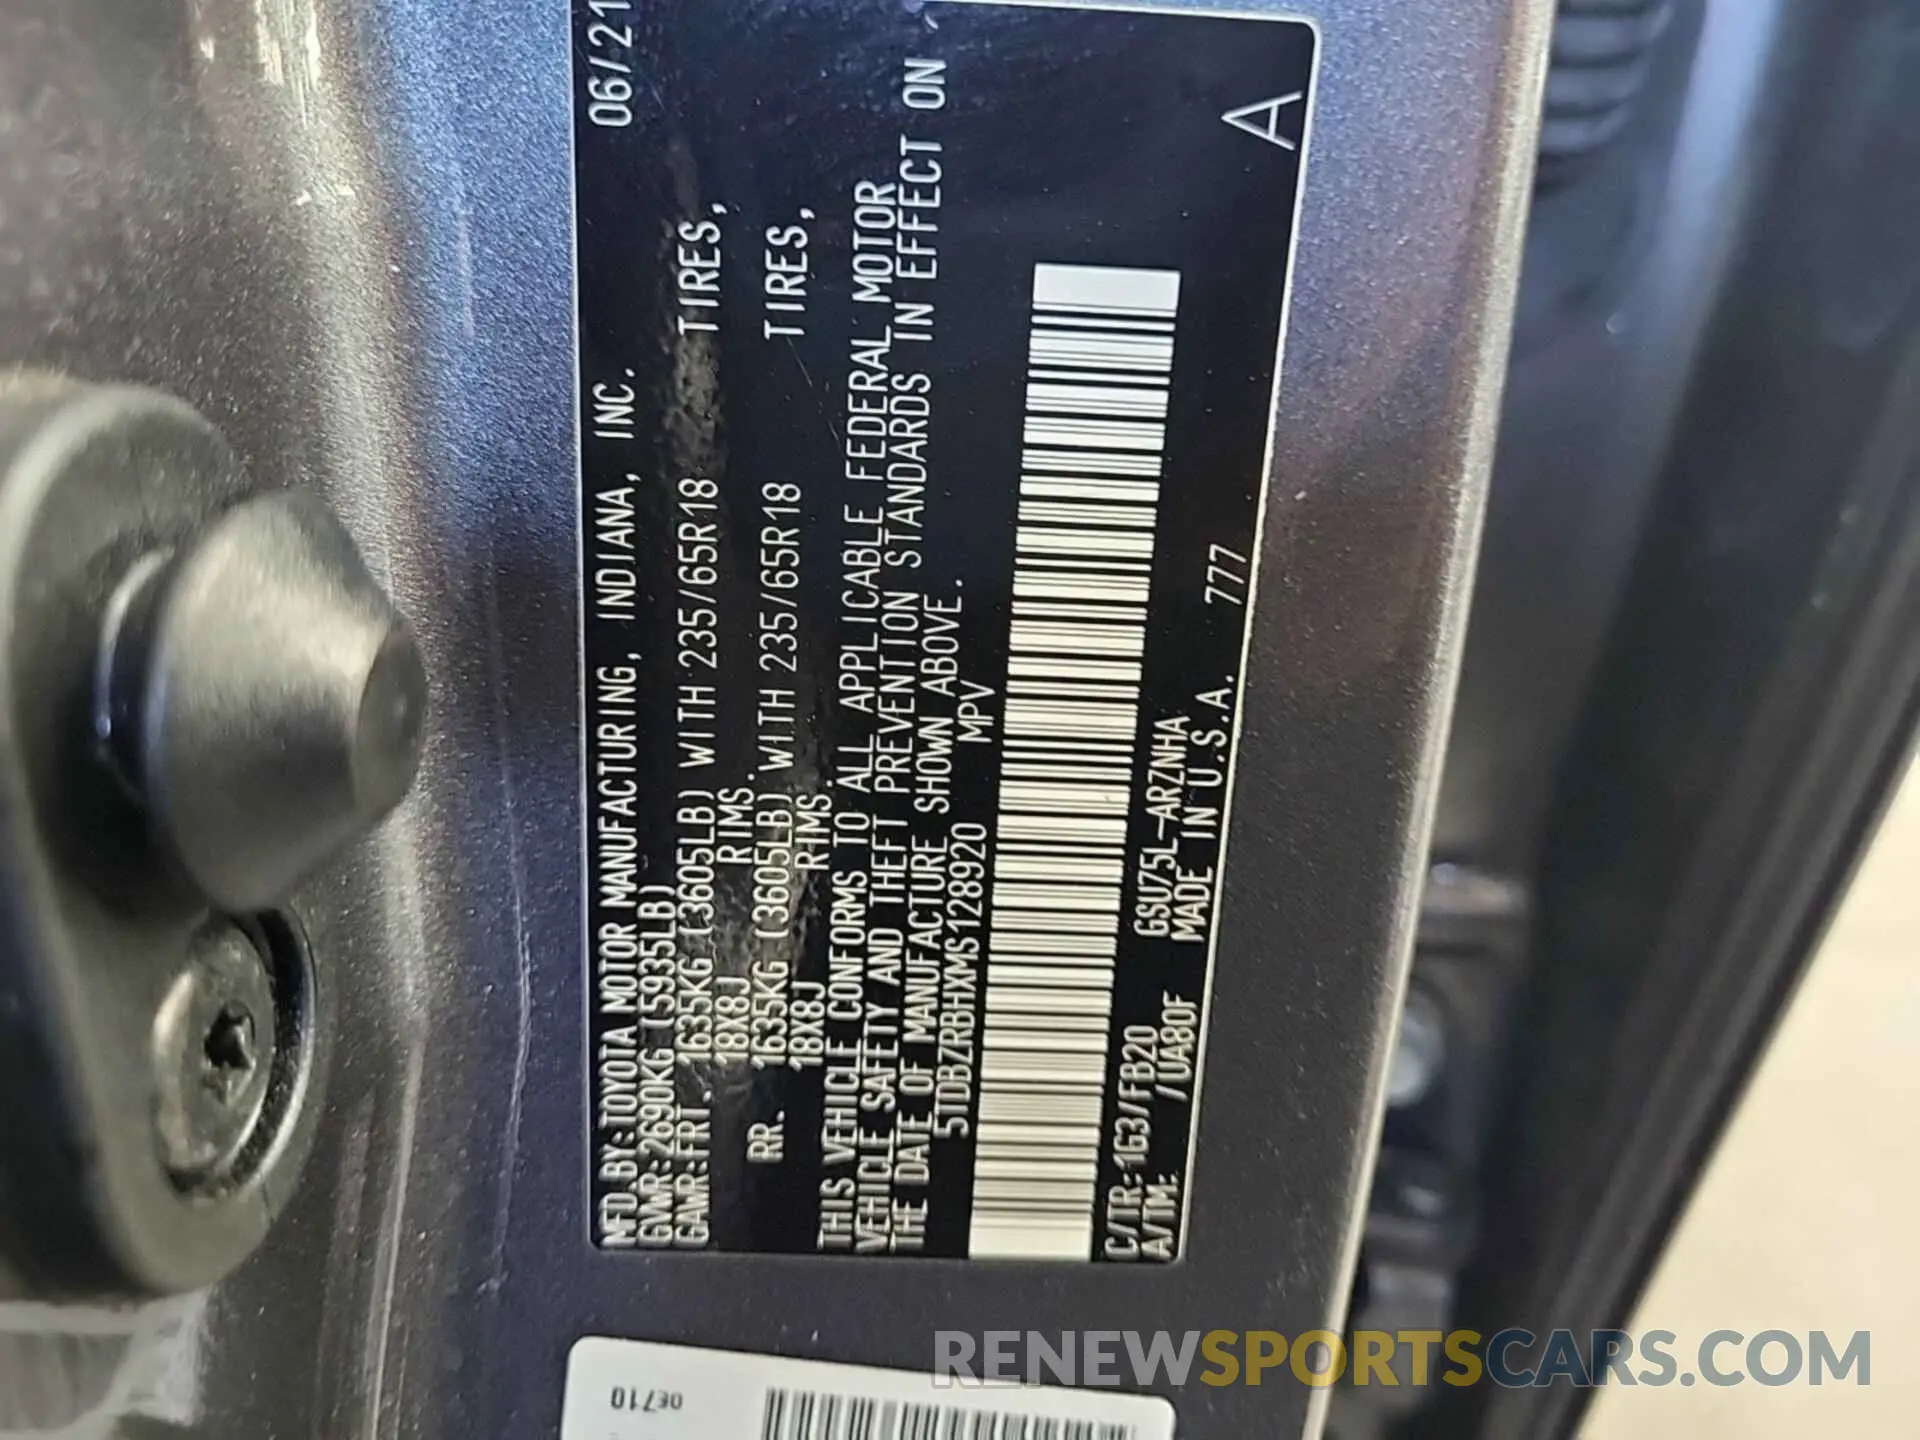 MFD.BY:TOYOTA MOTOR MANUFACTURING, INDIANA, INC. 06/21
GVWR:2690KG(5935LB)
GAWR:FRT. 1635KG(3605LB) WITH 235/65R18 TIRES,
18X8J RIMS.
RR. 1635KG(3605LB) WITH 235/65R18 TIRES,
18X8J RIMS.
THIS VEHICLE CONFORMS TO ALL APPLICABLE FEDERAL MOTOR
VEHICLE SAFETY AND THEFT PREVENTION STANDARDS IN EFFECT ON
THE DATE OF MANUFACTURE SHOWN ABOVE.
5TDBZRBHXMS128920 MPV
A
C/TR:1G3/FB20 GSU75L-ARZNHA
A/TM: /UA80F MADE IN U.S.A. 777
0E710
RENEWSPORTSCARS.COM